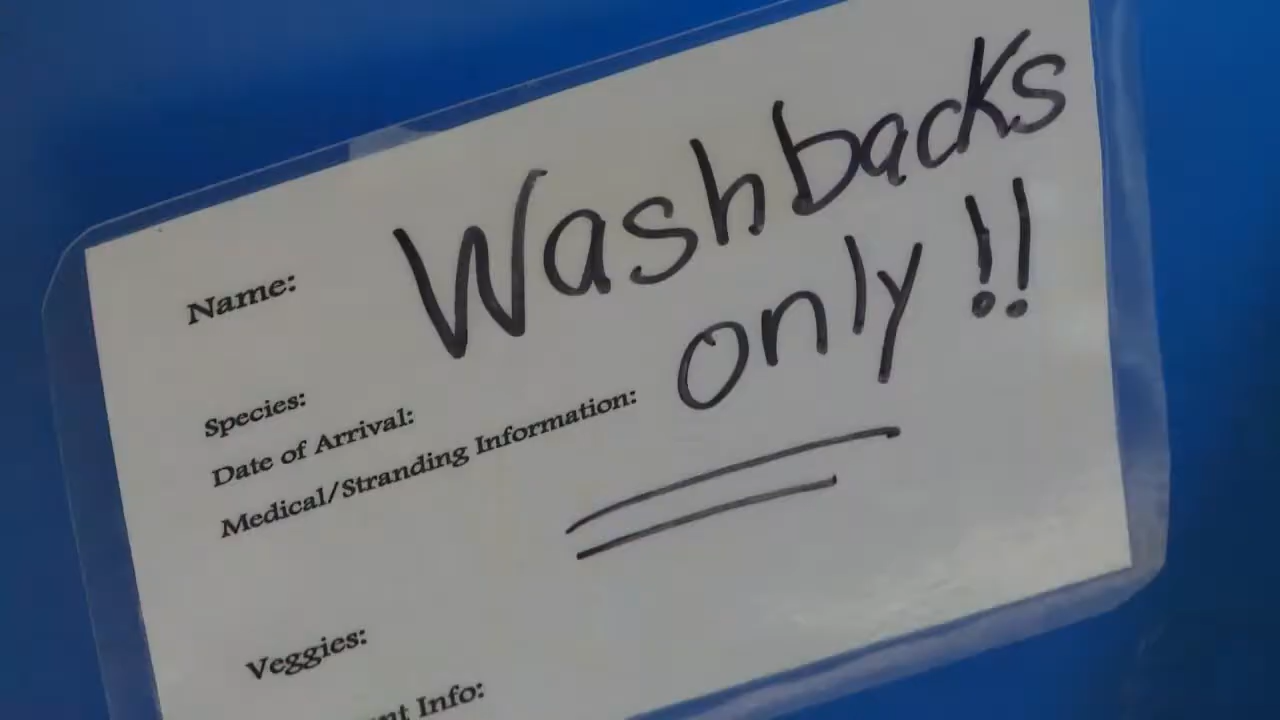 Name: Washbacks
only !!
Species:
Date of Arrival:
Medical/Stranding Information:
Veggies:
Info: